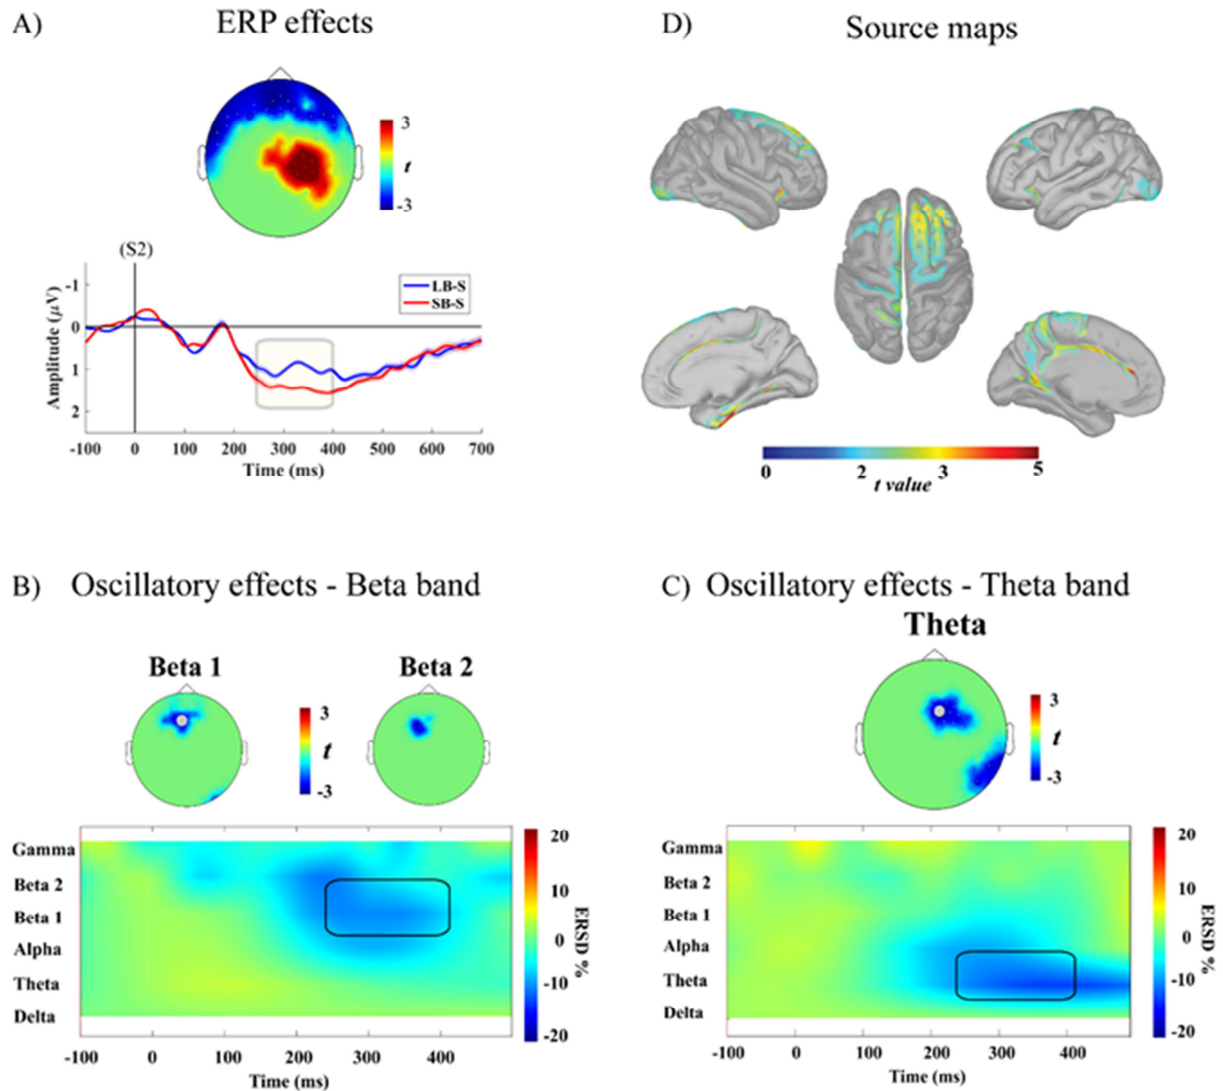 A) ERP effects
3
t
-3
(S2)
LB-S
SB-S
Amplitude (μV)
-1
0
1
2
-100 0 100 200 300 400 500 600 700
Time (ms)
D) Source maps
0 2 3 5
t value
B) Oscillatory effects - Beta band
Beta 1 Beta 2
3
t
-3
Gamma
Beta 2
Beta 1
Alpha
Theta
Delta
-100 0 100 200 300 400
Time (ms)
20
10
0
-10
-20
ERSD %
C) Oscillatory effects - Theta band
Theta
3
t
-3
Gamma
Beta 2
Beta 1
Alpha
Theta
Delta
-100 0 100 200 300 400
Time (ms)
20
10
0
-10
-20
ERSD %